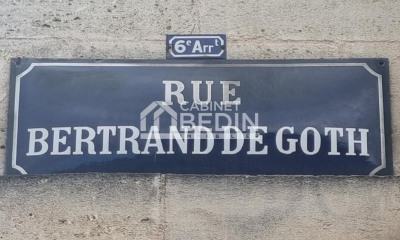 6e Arrt
RUE
CABINET
BEDIN
BERTRAND DE GOTH